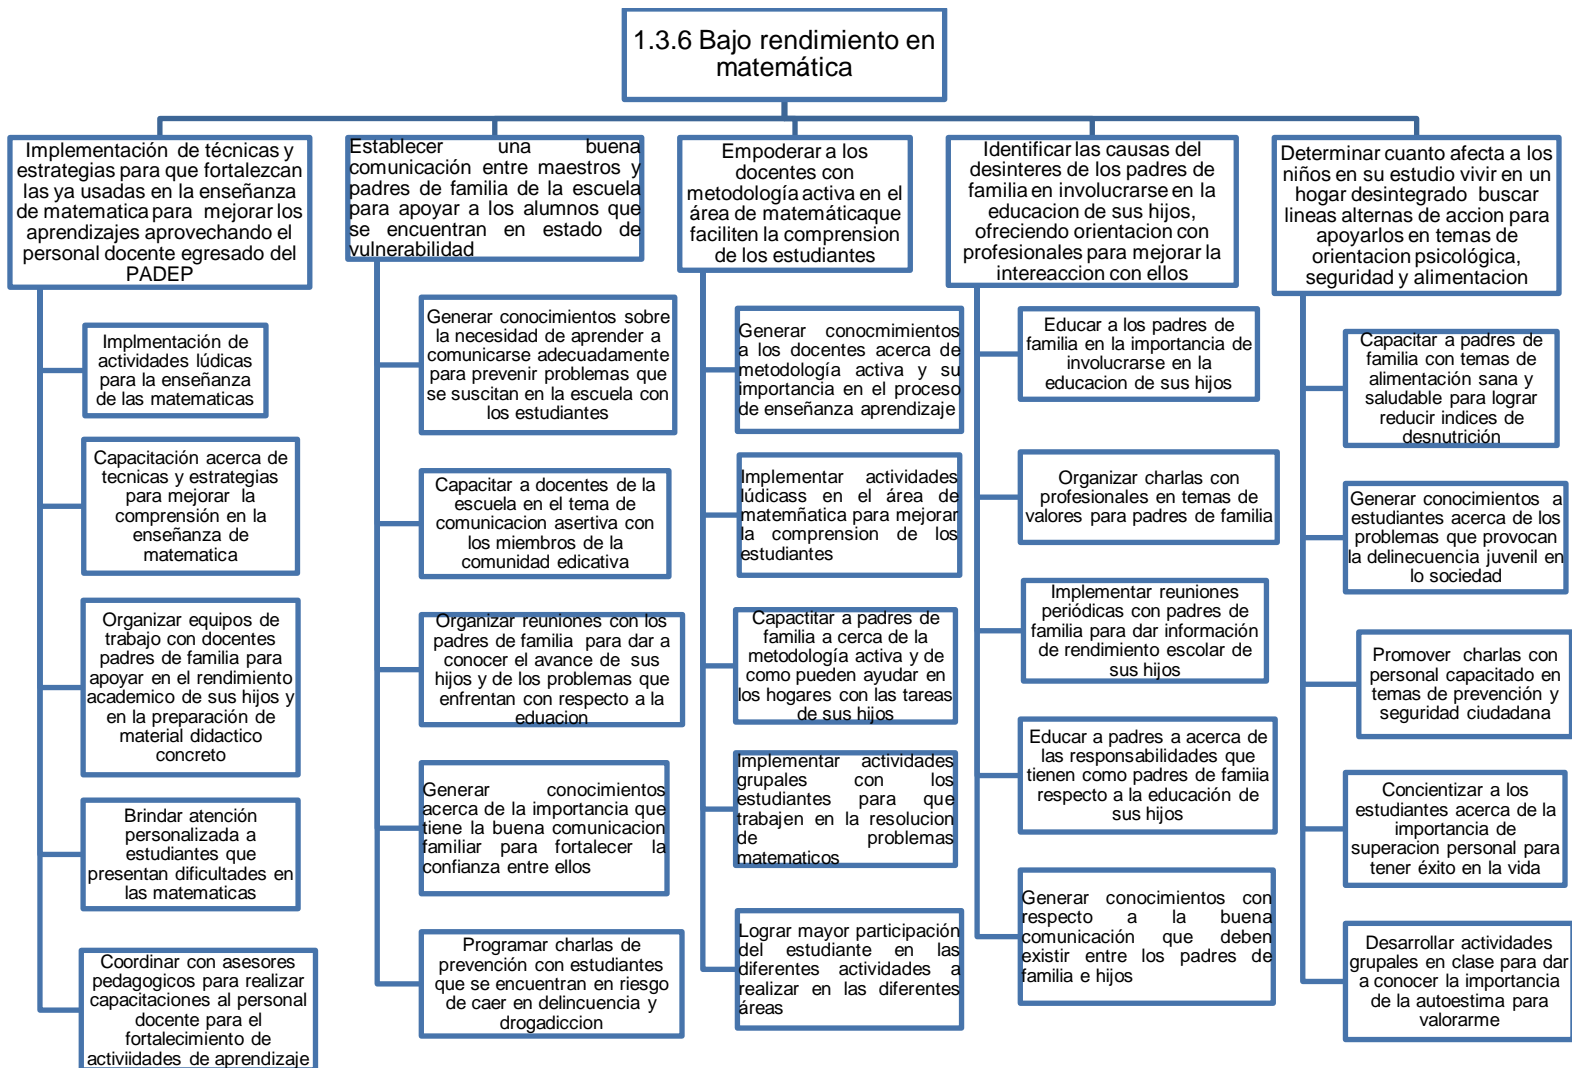 1.3.6 Bajo rendimiento en
matemática
Implementación de técnicas y
estrategias para que fortalezcan
las ya usadas en la enseñanza
de matematica para mejorar los
aprendizajes aprovechando el
personal docente egresado del
PADEP
Implmentación de
actividades lúdicas
para la enseñanza
de las matematicas
Capacitación acerca de
tecnicas y estrategias
para mejorar la
comprensión en la
enseñanza de
matematica
Organizar equipos de
trabajo con docentes
padres de familia para
apoyar en el rendimiento
academico de sus hijos y
en la preparación de
material didactico
concreto
Brindar atención
personalizada a
estudiantes que
presentan dificultades en
las matematicas
Coordinar con asesores
pedagogicos para realizar
capacitaciones al personal
docente para el
fortalecimiento de
activiidades de aprendizaje
Establecer una buena
comunicación entre maestros y
padres de familia de la escuela
para apoyar a los alumnos que
se encuentran en estado de
vulnerabilidad
Generar conocimientos sobre
la necesidad de aprender a
comunicarse adecuadamente
para prevenir problemas que
se suscitan en la escuela con
los estudiantes
Capacitar a docentes de la
escuela en el tema de
comunicacion asertiva con
los miembros de la
comunidad edicativa
Organizar reuniones con los
padres de familia para dar a
conocer el avance de sus
hijos y de los problemas que
enfrentan con respecto a la
eduacion
Generar conocimientos
acerca de la importancia que
tiene la buena comunicacion
familiar para fortalecer la
confianza entre ellos
Programar charlas de
prevención con estudiantes
que se encuentran en riesgo
de caer en delincuencia y
drogadiccion
Empoderar a los
docentes con
metodología activa en el
área de matemáticaque
faciliten la comprension
de los estudiantes
Generar conocmimientos
a los docentes acerca de
metodología activa y su
importancia en el proceso
de enseñanza aprendizaje
Implementar actividades
lúdicass en el área de
matemñatica para mejorar
la comprension de los
estudiantes
Capactitar a padres de
familia a cerca de la
metodología activa y de
como pueden ayudar en
los hogares con las tareas
de sus hijos
Implementar actividades
grupales con los
estudiantes para que
trabajen en la resolucion
de problemas
matematicos
Lograr mayor participación
del estudiante en las
diferentes actividades a
realizar en las diferentes
áreas
Identificar las causas del
desinteres de los padres de
familia en involucrarse en la
educacion de sus hijos,
ofreciendo orientacion con
profesionales para mejorar la
intereaccion con ellos
Educar a los padres de
familia en la importancia de
involucrarse en la
educacion de sus hijos
Organizar charlas con
profesionales en temas de
valores para padres de familia
Implementar reuniones
periódicas con padres de
familia para dar información
de rendimiento escolar de
sus hijos
Educar a padres a acerca de
las responsabilidades que
tienen como padres de famiia
respecto a la educación de
sus hijos
Generar conocimientos con
respecto a la buena
comunicación que deben
existir entre los padres de
familia e hijos
Determinar cuanto afecta a los
niños en su estudio vivir en un
hogar desintegrado buscar
lineas alternas de accion para
apoyarlos en temas de
orientacion psicológica,
seguridad y alimentacion
Capacitar a padres de
familia con temas de
alimentación sana y
saludable para lograr
reducir indices de
desnutrición
Generar conocimientos a
estudiantes acerca de los
problemas que provocan
la delinecuencia juvenil en
lo sociedad
Promover charlas con
personal capacitado en
temas de prevención y
seguridad ciudadana
Concientizar a los
estudiantes acerca de la
importancia de
superacion personal para
tener éxito en la vida
Desarrollar actividades
grupales en clase para dar
a conocer la importancia
de la autoestima para
valorarme